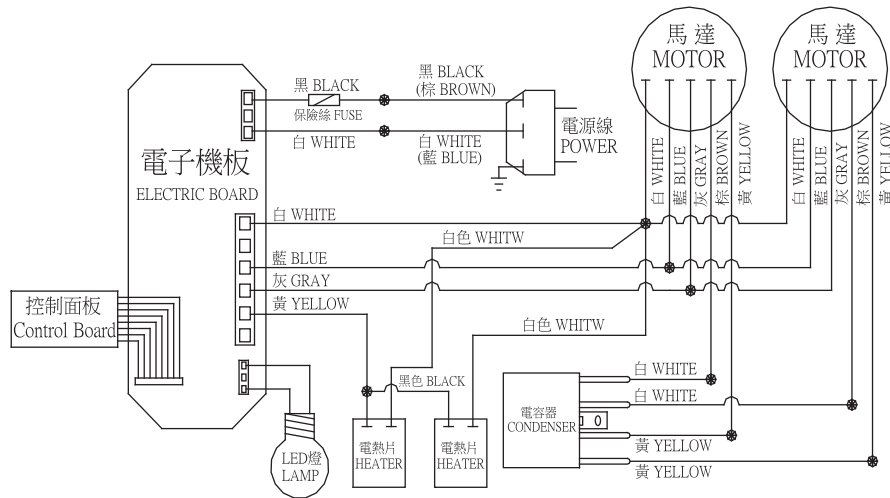 馬達
MOTOR
馬達
MOTOR
黑 BLACK
保險絲 FUSE
白 WHITE
黑 BLACK
(棕 BROWN)
白 WHITE
(藍 BLUE)
電源線
POWER
電子機板
ELECTRIC BOARD
白 WHITE
藍 BLUE
灰 GRAY
棕 BROWN
黃 YELLOW
白 WHITE
藍 BLUE
灰 GRAY
棕 BROWN
黃 YELLOW
白 WHITE
白色 WHITW
藍 BLUE
灰 GRAY
黃 YELLOW
控制面板
Control Board
白色 WHITW
黑色 BLACK
白 WHITE
白 WHITE
電容器
CONDENSER
黃 YELLOW
黃 YELLOW
LED燈
LAMP
電熱片
HEATER
電熱片
HEATER